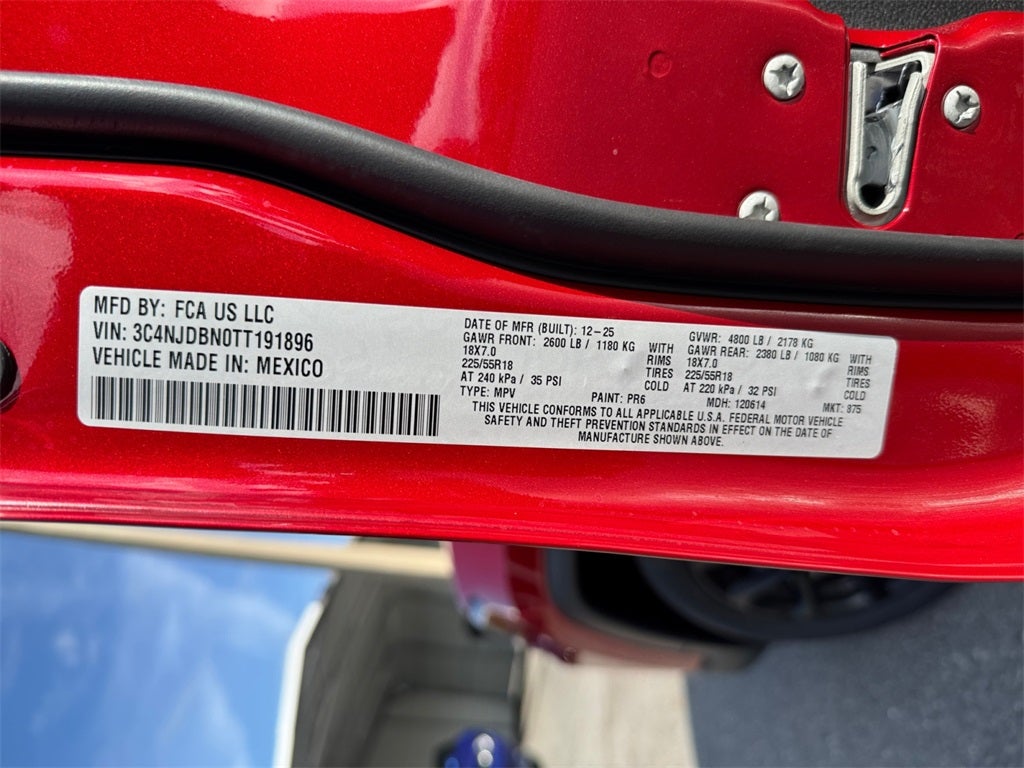 MFD BY: FCA US LLC
VIN: 3C4NJDBN0TT191896
VEHICLE MADE IN: MEXICO
DATE OF MFR (BUILT): 12-25
GAWR FRONT: 2600 LB / 1180 KG WITH
18X7.0 RIMS
225/55R18 TIRES
AT 240 kPa / 35 PSI COLD
TYPE: MPV PAINT: PR6
GVWR: 4800 LB / 2178 KG
GAWR REAR: 2380 LB / 1080 KG WITH
18X7.0 RIMS
225/55R18 TIRES
AT 220 kPa / 32 PSI COLD
MDH: 120614 MKT: 875
THIS VEHICLE CONFORMS TO ALL APPLICABLE U.S.A. FEDERAL MOTOR VEHICLE
SAFETY AND THEFT PREVENTION STANDARDS IN EFFECT ON THE DATE OF
MANUFACTURE SHOWN ABOVE.